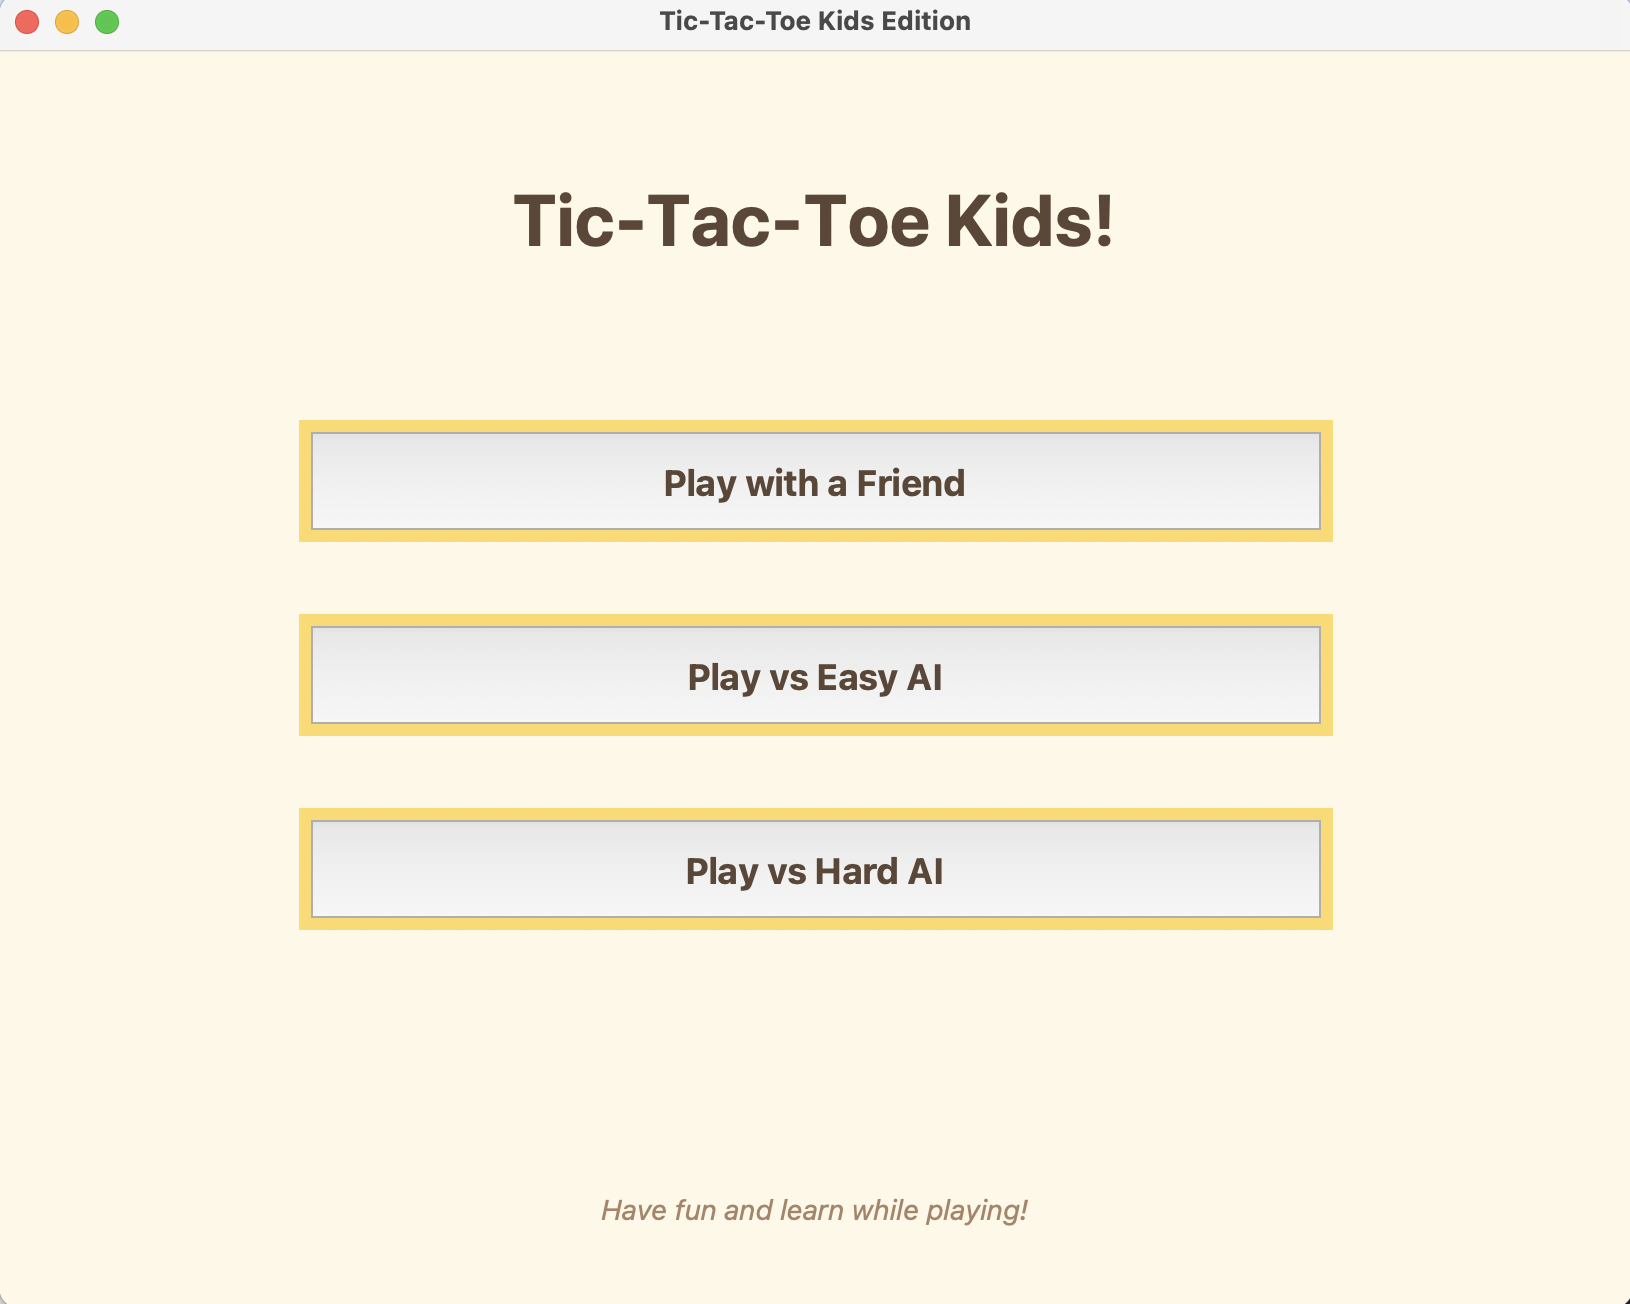 Tic-Tac-Toe Kids Edition
Tic-Tac-Toe Kids!
Play with a Friend
Play vs Easy AI
Play vs Hard AI
Have fun and learn while playing!